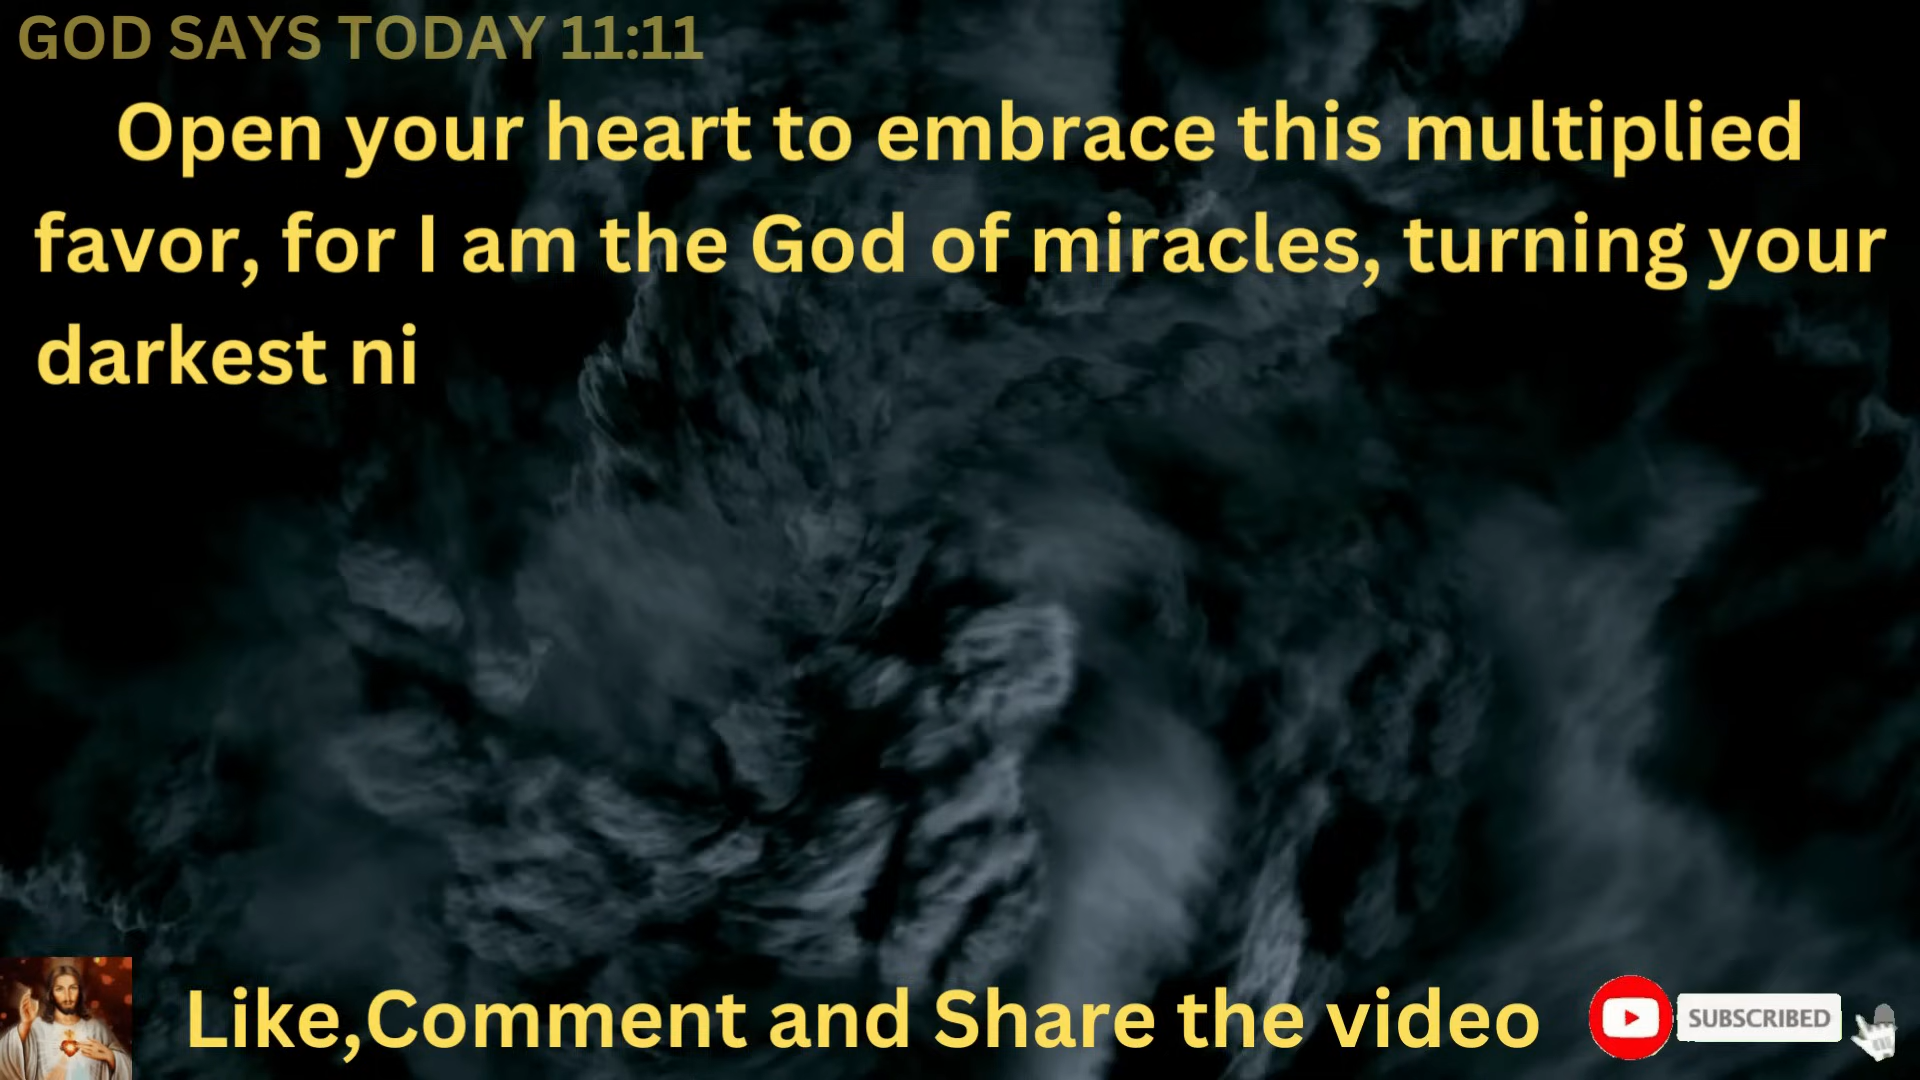 GOD SAYS TODAY 11:11
Open your heart to embrace this multiplied
favor, for I am the God of miracles, turning your
darkest ni
Like,Comment and Share the video
SUBSCRIBED